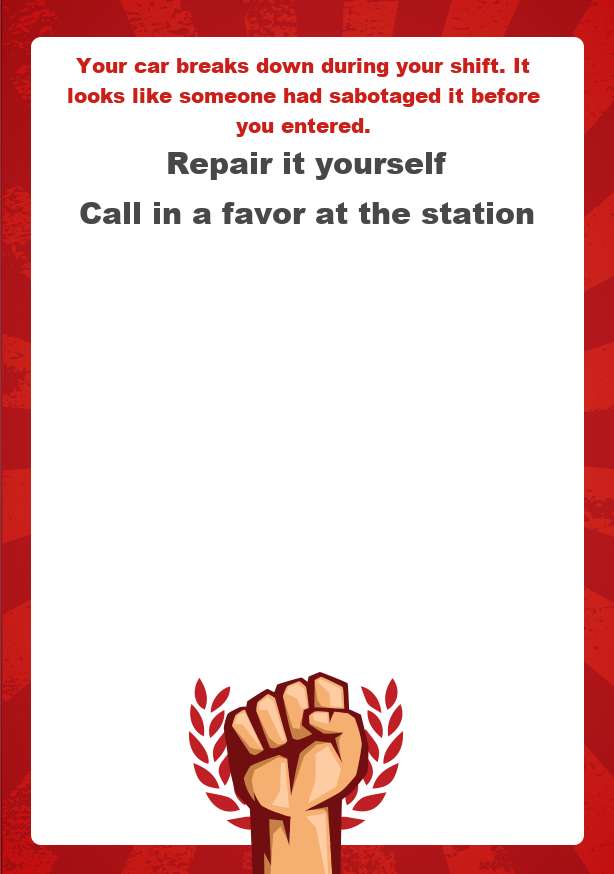 Your car breaks down during your shift. It
looks like someone had sabotaged it before
you entered.
Repair it yourself
Call in a favor at the station